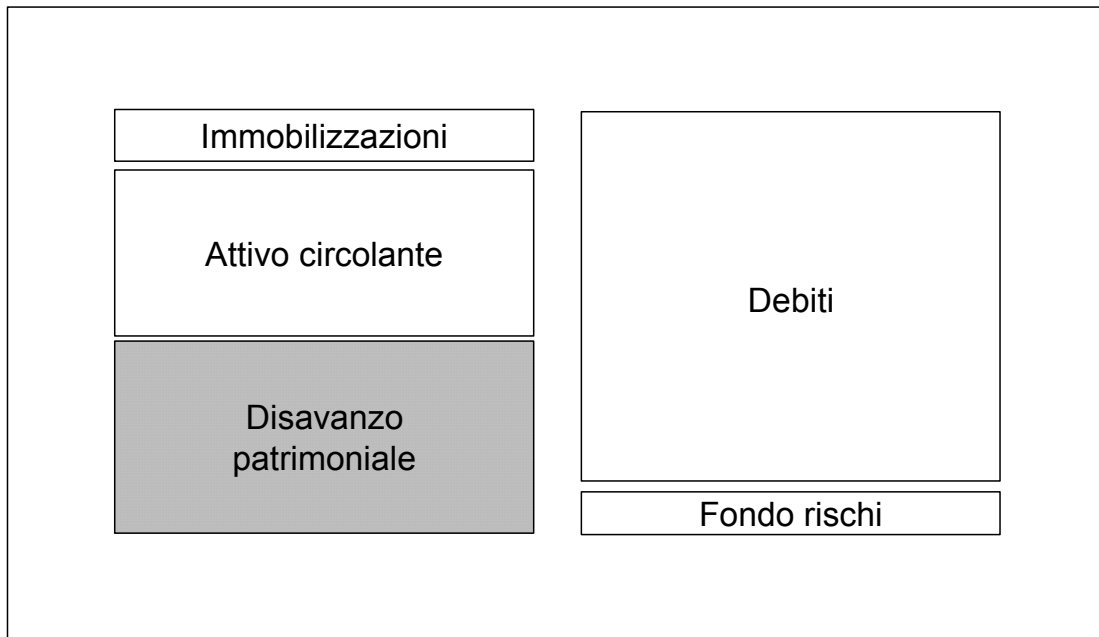 Immobilizzazioni
Attivo circolante
Disavanzo
patrimoniale
Debiti
Fondo rischi